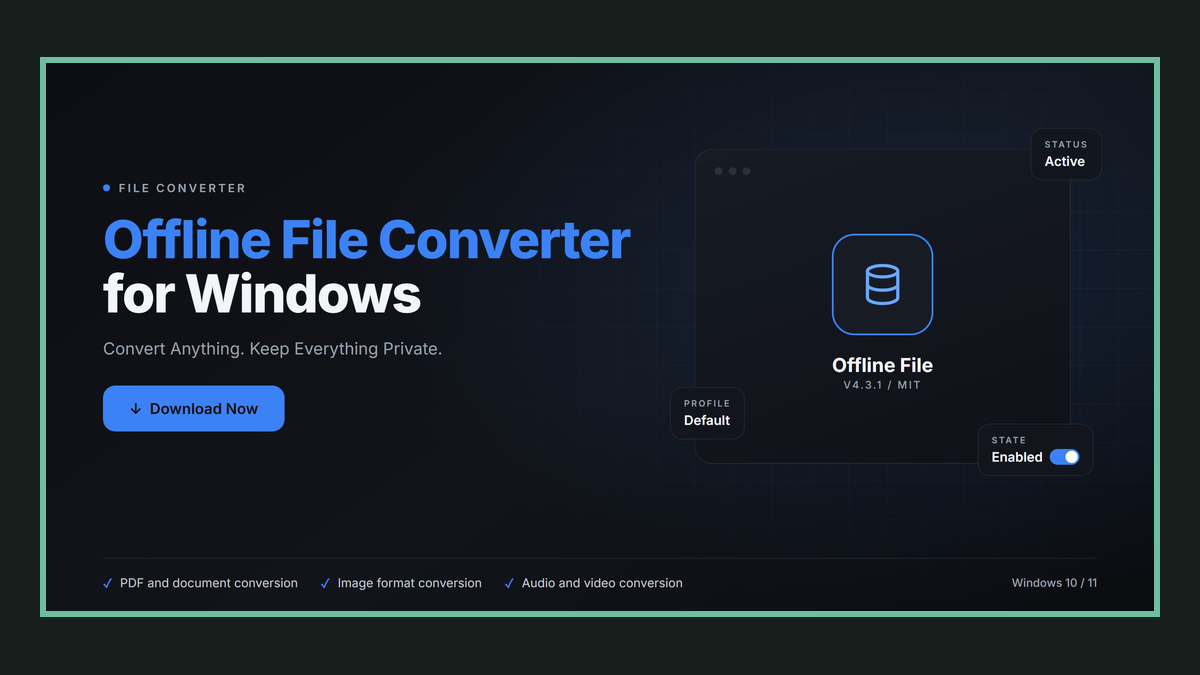 FILE CONVERTER
Offline File Converter
for Windows
Convert Anything. Keep Everything Private.
↓ Download Now
STATUS
Active
Offline File
V4.3.1 / MIT
PROFILE
Default
STATE
Enabled
✓ PDF and document conversion
✓ Image format conversion
✓ Audio and video conversion
Windows 10 / 11